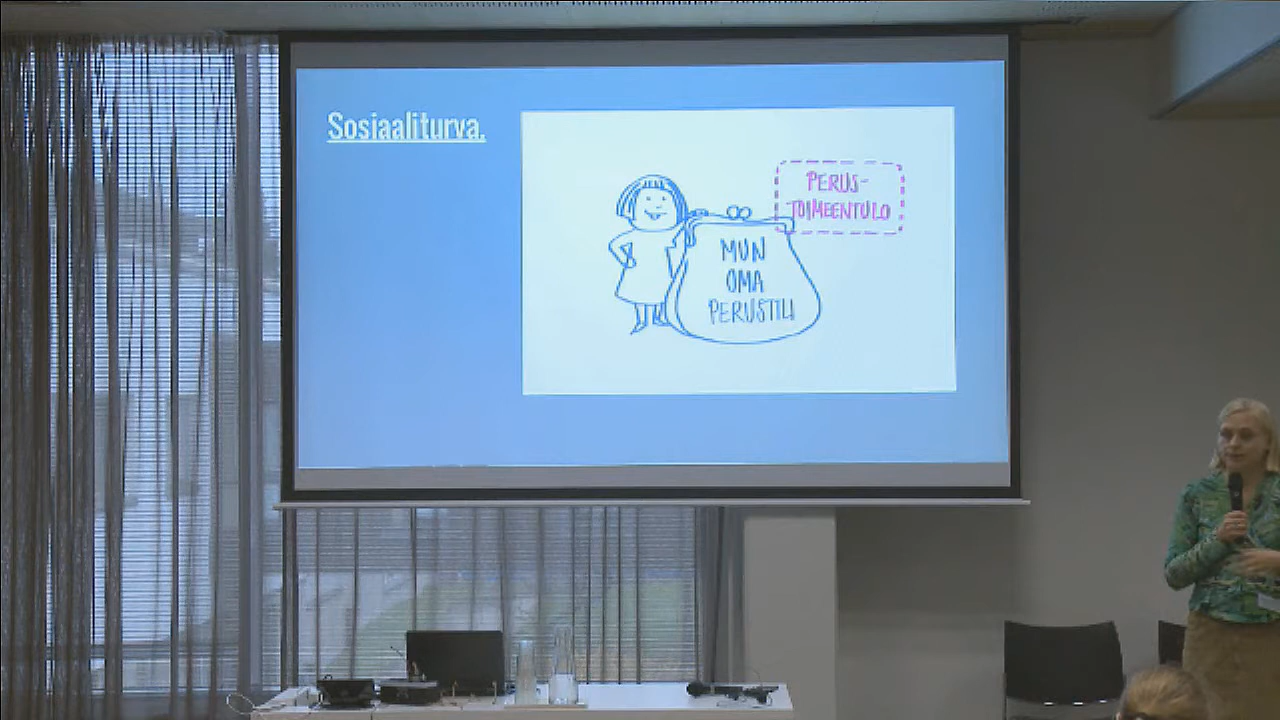 Sosiaaliturva.
PERUS-
TOIMEENTULO
MUN
OMA
PERUSTILI